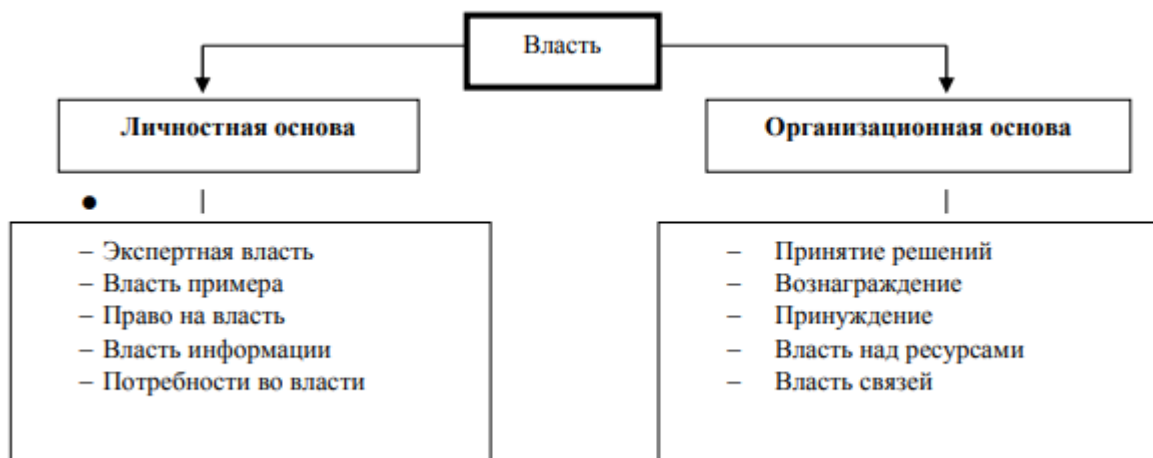 Власть
Личностная основа
Организационная основа
– Экспертная власть
– Власть примера
– Право на власть
– Власть информации
– Потребности во власти
– Принятие решений
– Вознаграждение
– Принуждение
– Власть над ресурсами
– Власть связей